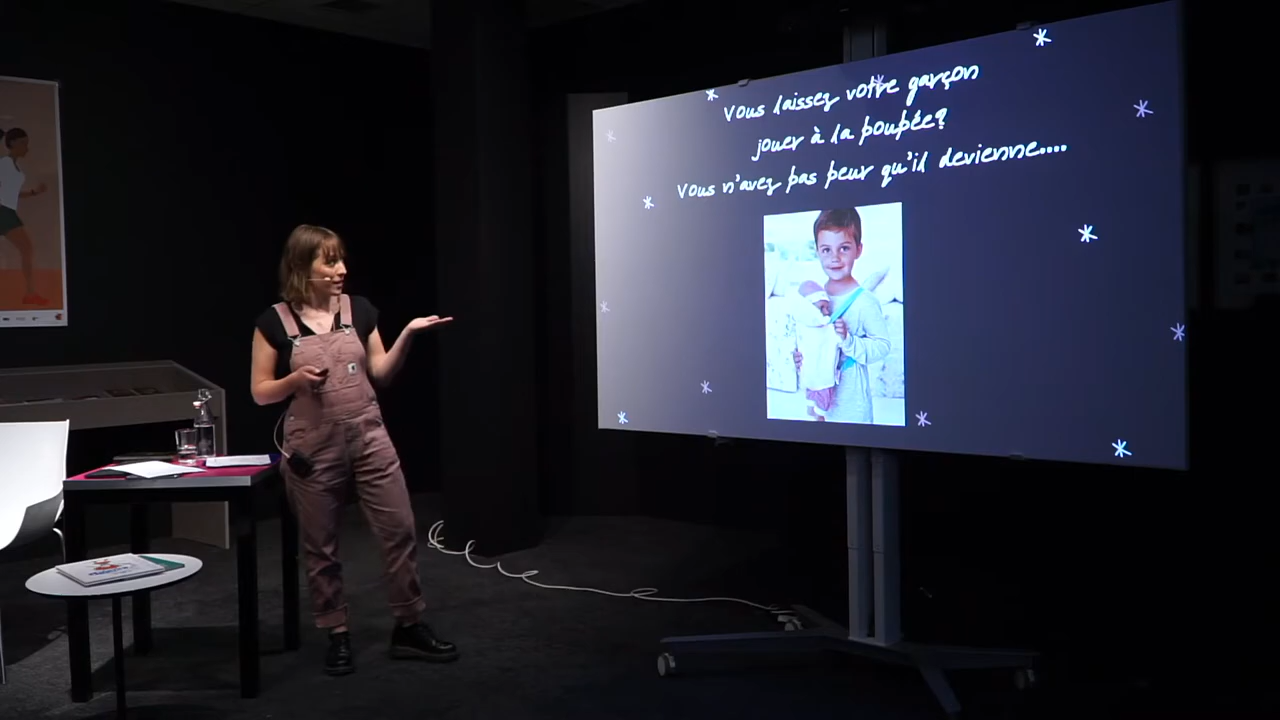 Vous laissez votre garçon
jouer à la poupée?
Vous n'avez pas peur qu'il devienne....